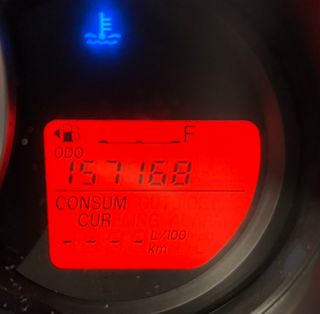 F
ODO
157168
CONSUM
CUR
- - - - L/100
km